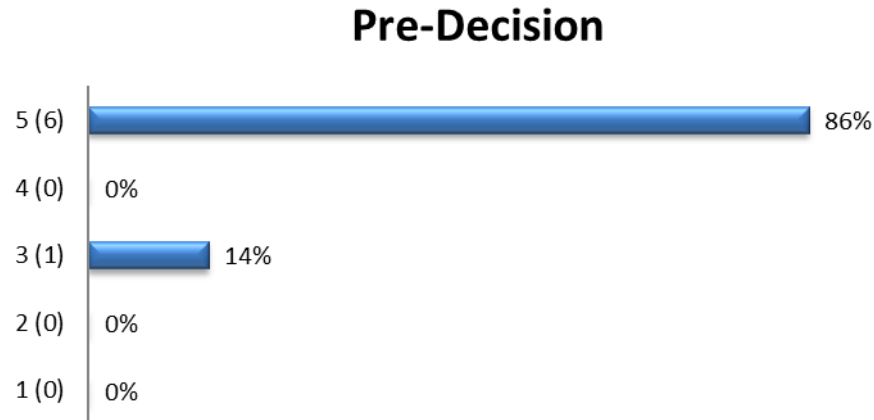 Pre-Decision
5 (6) 86%
4 (0) 0%
3 (1) 14%
2 (0) 0%
1 (0) 0%